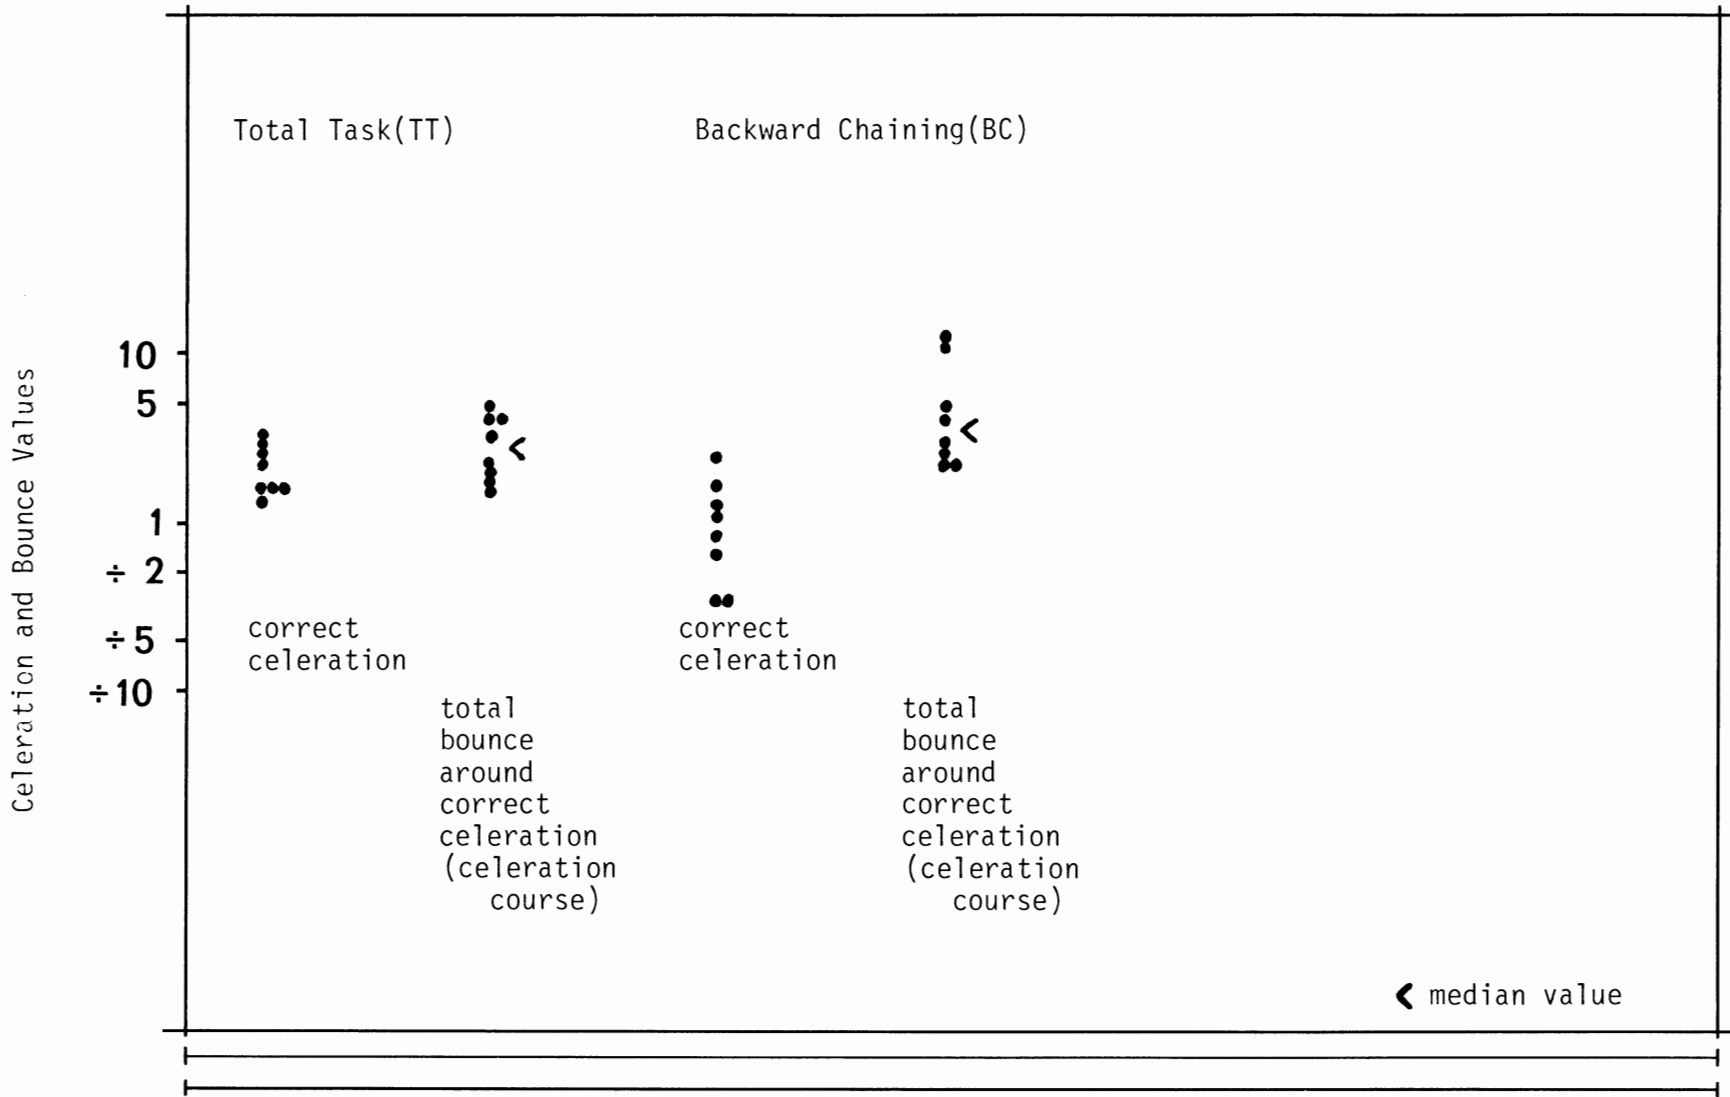 Total Task(TT)
Backward Chaining(BC)
Celeration and Bounce Values
10
5
1
÷ 2
÷5
÷10
correct
celeration
total
bounce
around
correct
celeration
(celeration
course)
correct
celeration
total
bounce
around
correct
celeration
(celeration
course)
< median value